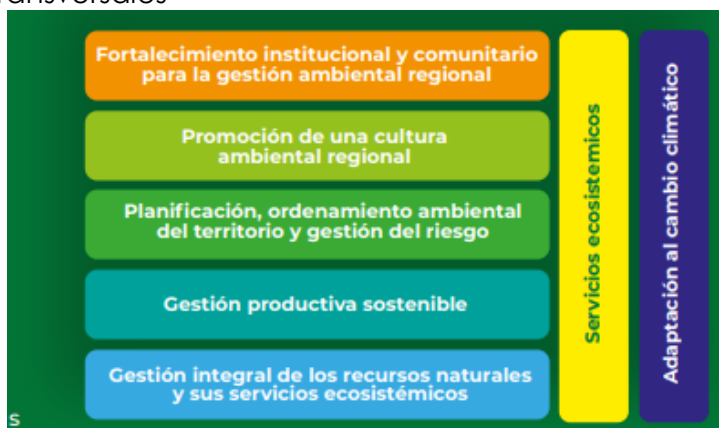 Transversales
Fortalecimiento institucional y comunitario
para la gestión ambiental regional
Promoción de una cultura
ambiental regional
Planificación, ordenamiento ambiental
del territorio y gestión del riesgo
Gestión productiva sostenible
Gestión integral de los recursos naturales
y sus servicios ecosistémicos
Servicios ecosistemicos
Adaptación al cambio climático
s